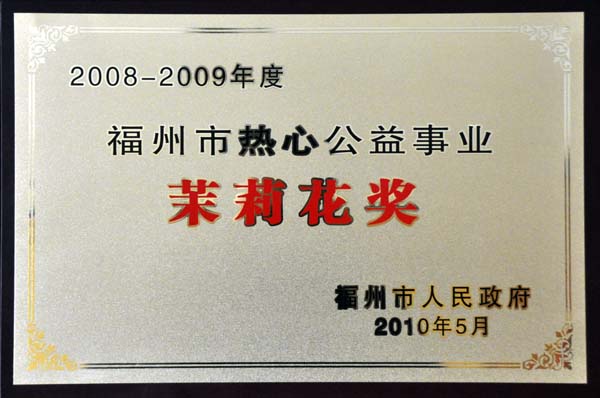 2008-2009年度
福州市热心公益事业
茉莉花奖
福州市人民政府
2010年5月